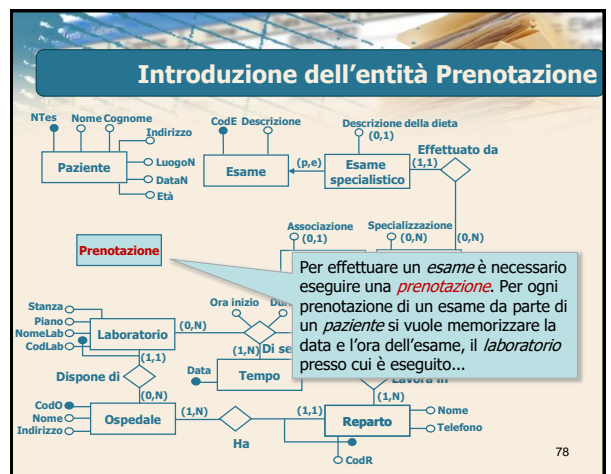 Introduzione dell'entità Prenotazione
NTes Nome Cognome
Indirizzo
Paziente
LuogoN
DataN
Età
CodE Descrizione
Esame
(p,e)
Descrizione della dieta
(0,1)
Esame
specialistico
(1,1)
Effettuato da
(0,N)
Associazione
(0,1)
Specializzazione
(0,N)
Prenotazione
Per effettuare un esame è necessario
eseguire una prenotazione. Per ogni
prenotazione di un esame da parte di
un paziente si vuole memorizzare la
data e l'ora dell'esame, il laboratorio
presso cui è eseguito...
Stanza
Piano
NomeLab
CodLab
Laboratorio
(0,N)
Ora inizio
(1,N)
Di se
(1,1)
Dispone di
(0,N)
Data
Tempo
Lavora in
(1,N)
CodO
Nome
Indirizzo
Ospedale
(1,N)
Ha
(1,1)
Reparto
Nome
Telefono
CodR
78